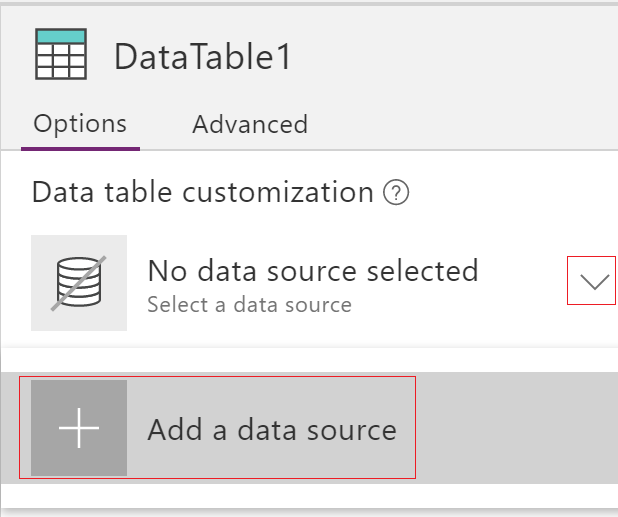 DataTable1
Options Advanced
Data table customization ?
No data source selected
Select a data source
Add a data source